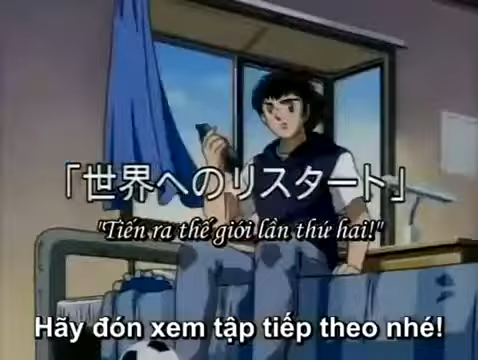 「世界へのリスタート」
"Tiến ra thế giới lần thứ hai!"
Hãy đón xem tập tiếp theo nhé!